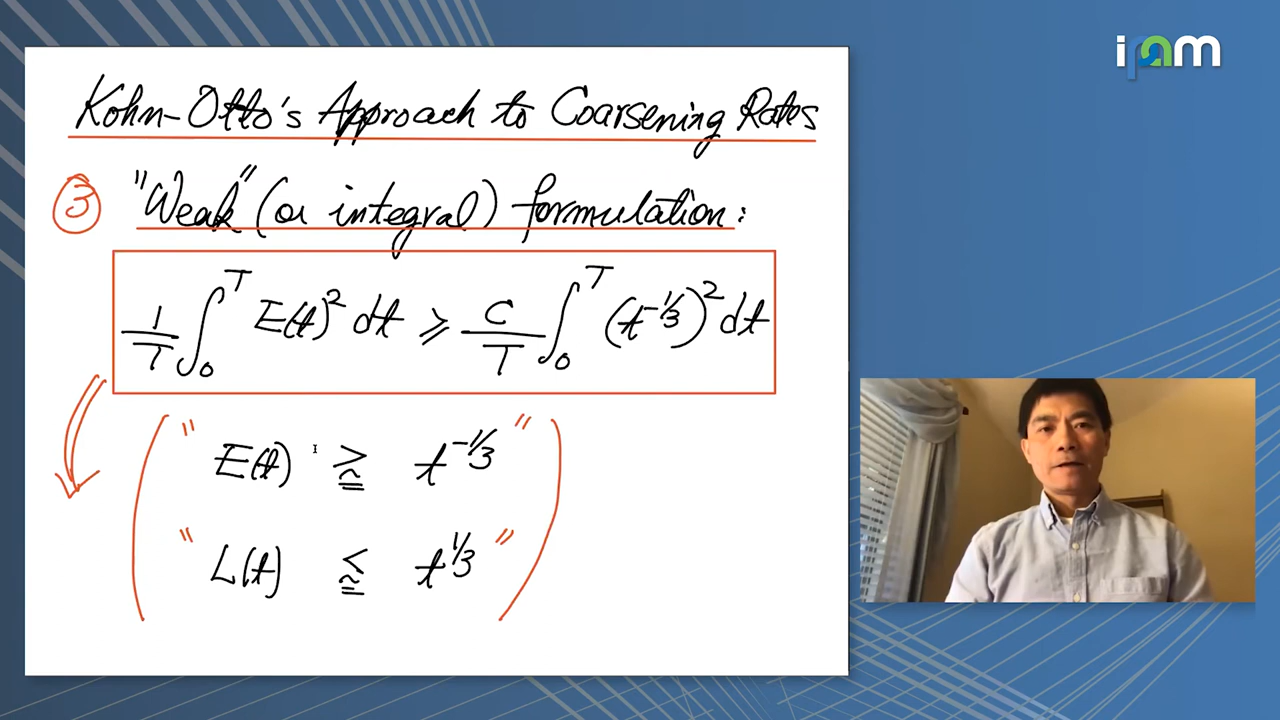 ipam
Kohn-Otto's Approach to Coarsening Rates
③ "Weak" (or integral) formulation:
1/T ∫₀ᵀ E(t)² dt ⩾ C/T ∫₀ᵀ (t^{-1/3})² dt
( " E(t) ≳ t^{-1/3} "
" L(t) ≲ t^{1/3} " )